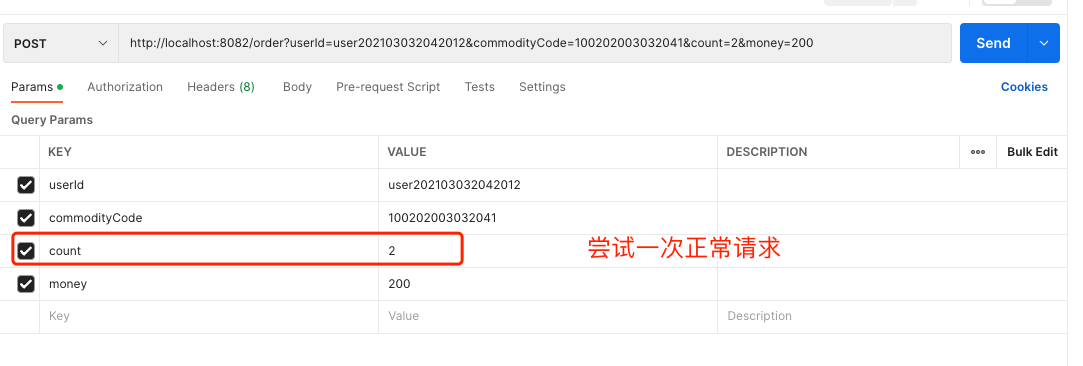 POST http://localhost:8082/order?userId=user202103032042012&commodityCode=100202003032041&count=2&money=200 Send
Params Authorization Headers (8) Body Pre-request Script Tests Settings Cookies
Query Params
KEY VALUE DESCRIPTION ooo Bulk Edit
userId user202103032042012
commodityCode 100202003032041
count 2 尝试一次正常请求
money 200
Key Value Description